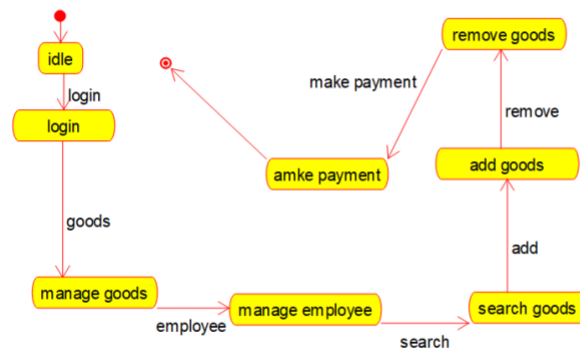 idle
login
login
goods
manage goods
employee
manage employee
search
search goods
add
add goods
remove
remove goods
make payment
amke payment